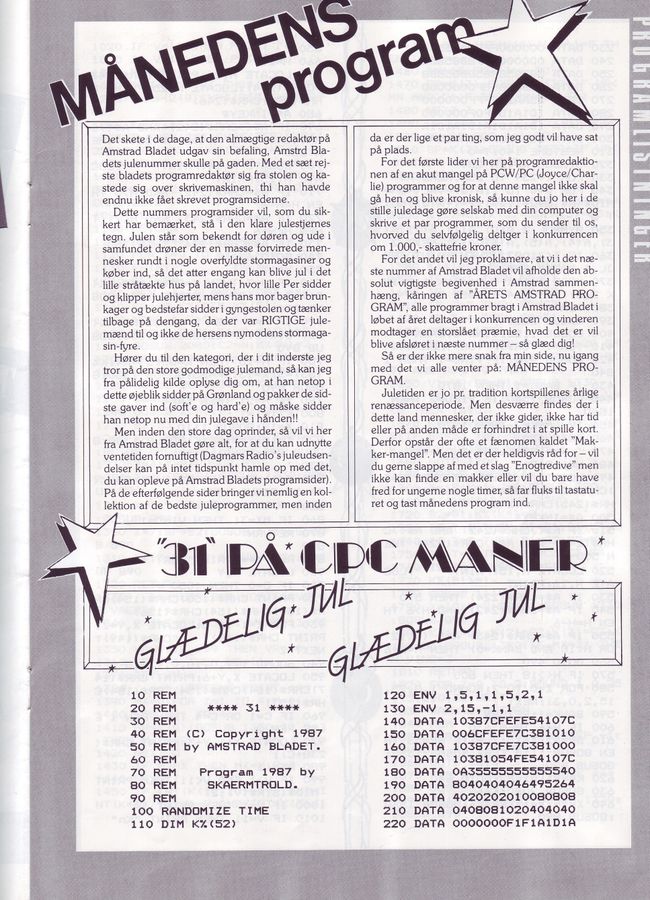 MÅNEDENS
program
PROGRAMLISTNINGER
Det skete i de dage, at den almægtige redaktør på
Amstrad Bladet udgav sin befaling, Amstrd Bla-
dets julenummer skulle på gaden. Med et sæt rej-
ste bladets programredaktør sig fra stolen og ka-
stede sig over skrivemaskinen, thi han havde
endnu ikke fået skrevet programsiderne.
Dette nummers programsider vil, som du sik-
kert har bemærket, stå i den klare julestjernes
tegn. Julen står som bekendt for døren og ude i
samfundet drøner der en masse forvirrede men-
nesker rundt i nogle overfyldte stormagasiner og
køber ind, så det atter engang kan blive jul i det
lille stråtækte hus på landet, hvor lille Per sidder
og klipper julehjerter, mens hans mor bager brun-
kager og bedstefar sidder i gyngestolen og tænker
tilbage på dengang, da der var RIGTIGE jule-
mænd til og ikke de hersens nymodens stormaga-
sin-fyre.
Hører du til den kategori, der i dit inderste jeg
tror på den store godmodige julemand, så kan jeg
fra pålidelig kilde oplyse dig om, at han netop i
dette øjeblik sidder på Grønland og pakker de sid-
ste gaver ind (soft'e og hard'e) og måske sidder
han netop nu med din julegave i hånden!!
Men inden den store dag oprinder, så vil vi her
fra Amstrad Bladet gøre alt, for at du kan udnytte
ventetiden fornuftigt (Dagmars Radio's juleudsen-
delser kan på intet tidspunkt hamle op med det,
du kan opleve på Amstrad Bladets programsider).
På de efterfølgende sider bringer vi nemlig en kol-
lektion af de bedste juleprogrammer, men inden
da er der lige et par ting, som jeg godt vil have sat
på plads.
For det første lider vi her på programredaktio-
nen af en akut mangel på PCW/PC (Joyce/Char-
lie) programmer og for at denne mangel ikke skal
gå hen og blive kronisk, så kunne du jo her i de
stille juledage gøre selskab med din computer og
skrive et par programmer, som du sender til os,
hvorved du selvfølgelig deltger i konkurrencen
om 1.000,- skattefrie kroner.
For det andet vil jeg proklamere, at vi i det næ-
ste nummer af Amstrad Bladet vil afholde den ab-
solut vigtigste begivenhed i Amstrad sammen-
hæng, kåringen af "ÅRETS AMSTRAD PRO-
GRAM", alle programmer bragt i Amstrad Bladet i
løbet af året deltager i konkurrencen og vinderen
modtager en storslået præmie, hvad det er vil
blive afsløret i næste nummer – så glæd dig!
Så er der ikke mere snak fra min side, nu igang
med det vi alle venter på: MÅNEDENS PRO-
GRAM.
Juletiden er jo pr. tradition kortspillenes årlige
renæssanceperiode. Men desværre findes der i
dette land mennesker, der ikke gider, ikke har tid
eller på anden måde er forhindret i at spille kort.
Derfor opstår der ofte et fænomen kaldet "Mak-
ker-mangel". Men det er der heldigvis råd for – vil
du gerne slappe af med et slag "Enogtredive" men
ikke kan finde en makker eller vil du bare have
fred for ungerne nogle timer, så far fluks til tastatu-
ret og tast månedens program ind.
"31" PÅ CPC MANER
GLÆDELIG JUL
GLÆDELIG JUL
10 REM
20 REM **** 31 ****
30 REM
40 REM (C) Copyright 1987
50 REM by AMSTRAD BLADET.
60 REM
70 REM Program 1987 by
80 REM SKAERMTROLD.
90 REM
100 RANDOMIZE TIME
110 DIM K%(52)
120 ENV 1,5,1,1,5,2,1
130 ENV 2,15,-1,1
140 DATA 10387CFEFE54107C
150 DATA 006CFEFE7C381010
160 DATA 10387CFE7C381000
170 DATA 10381054FE54107C
180 DATA 0A35555555555540
190 DATA 8040404046495264
200 DATA 4020202010080808
210 DATA 0408081020404040
220 DATA 0000000F1F1A1D1A